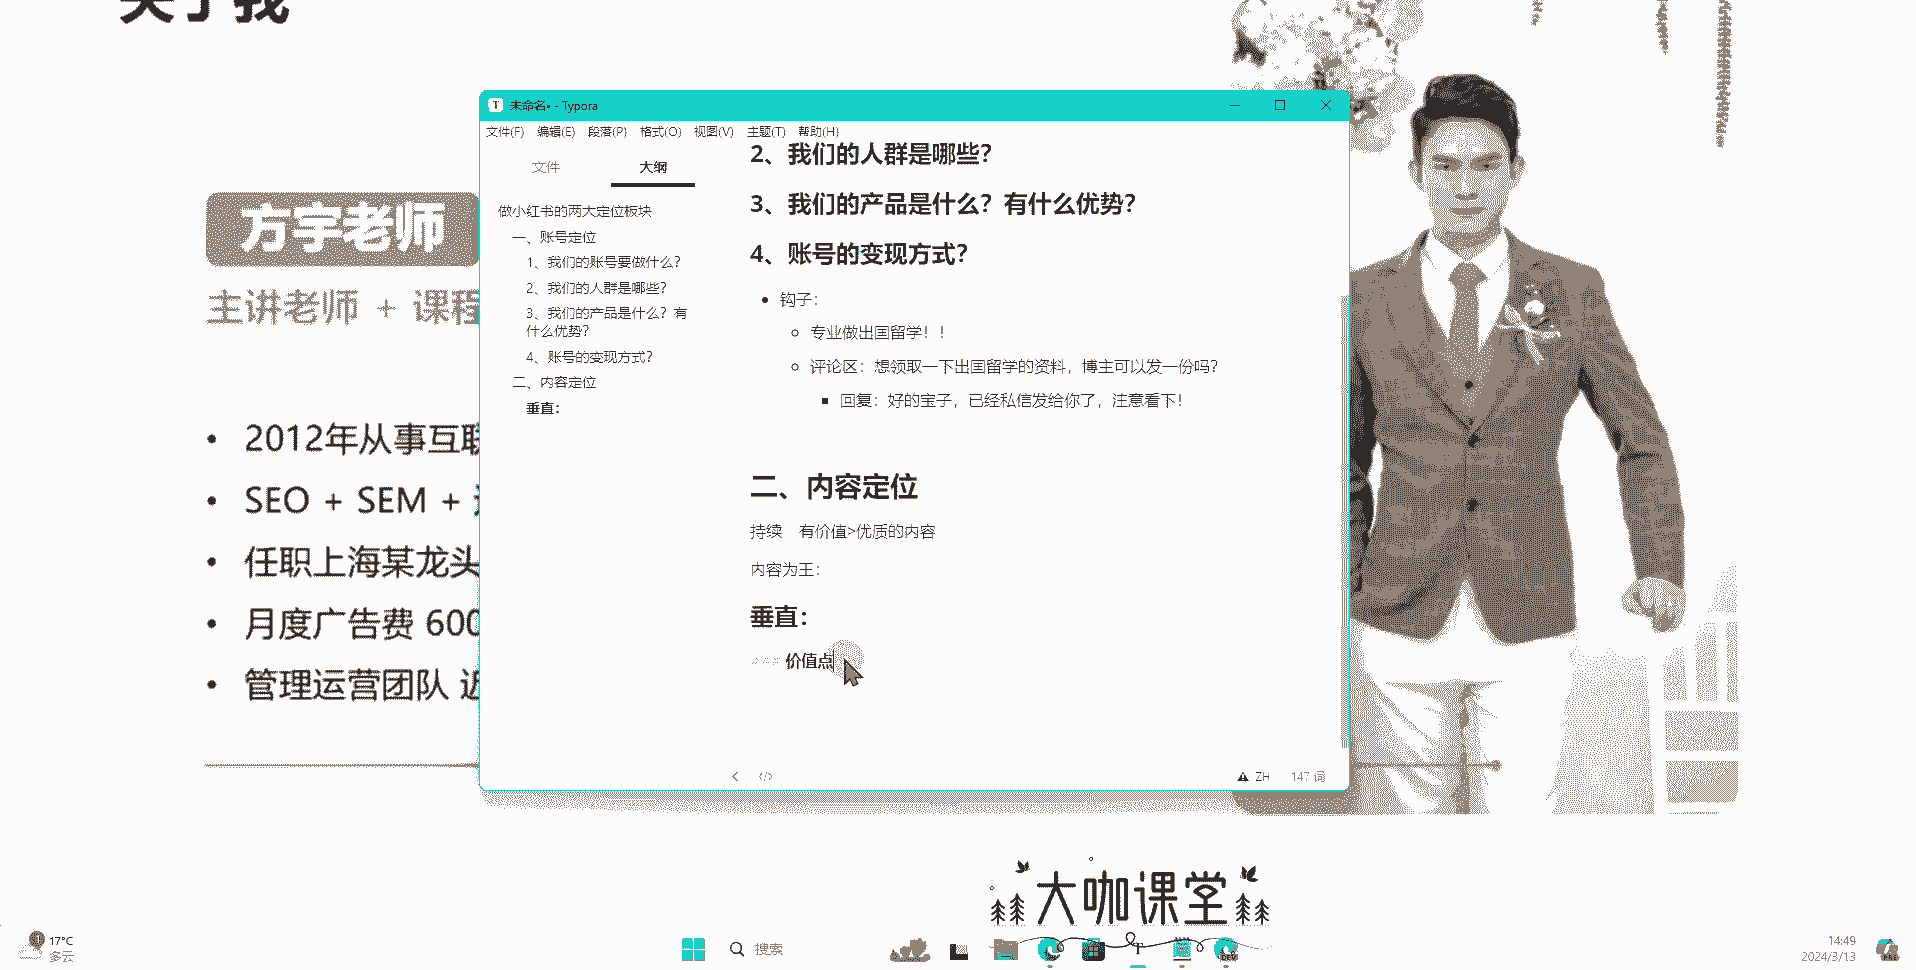 关于我
方宇老师
主讲老师 + 课程
2012年从事互联
SEO + SEM +
任职上海某龙头
月度广告费 600
管理运营团队 近
未命名• - Typora
文件(F) 编辑(E) 段落(P) 格式(O) 视图(V) 主题(T) 帮助(H)
文件 大纲
做小红书的两大定位板块
一、账号定位
1、我们的账号要做什么？
2、我们的人群是哪些？
3、我们的产品是什么？有
什么优势？
4、账号的变现方式？
二、内容定位
垂直：
2、我们的人群是哪些？
3、我们的产品是什么？有什么优势？
4、账号的变现方式？
钩子：
专业做出国留学！！
评论区：想领取一下出国留学的资料，博主可以发一份吗？
回复：好的宝子，已经私信发给你了，注意看下！
二、内容定位
持续 有价值>优质的内容
内容为王：
垂直：
### 价值点
ZH 147 词
大咖课堂
17°C
多云
搜索
14:49
2024/3/13